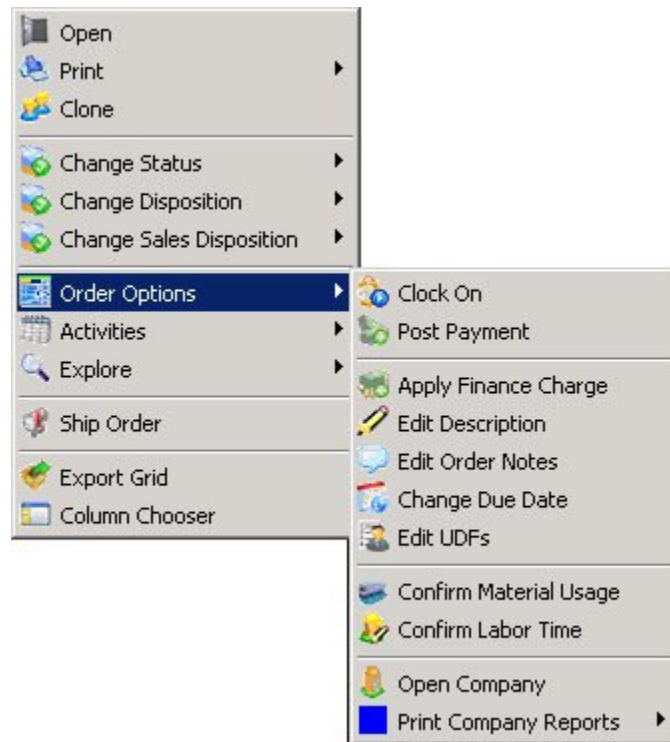 Open
Print
Clone
Change Status
Change Disposition
Change Sales Disposition
Order Options
Activities
Explore
Ship Order
Export Grid
Column Chooser
Clock On
Post Payment
Apply Finance Charge
Edit Description
Edit Order Notes
Change Due Date
Edit UDFs
Confirm Material Usage
Confirm Labor Time
Open Company
Print Company Reports